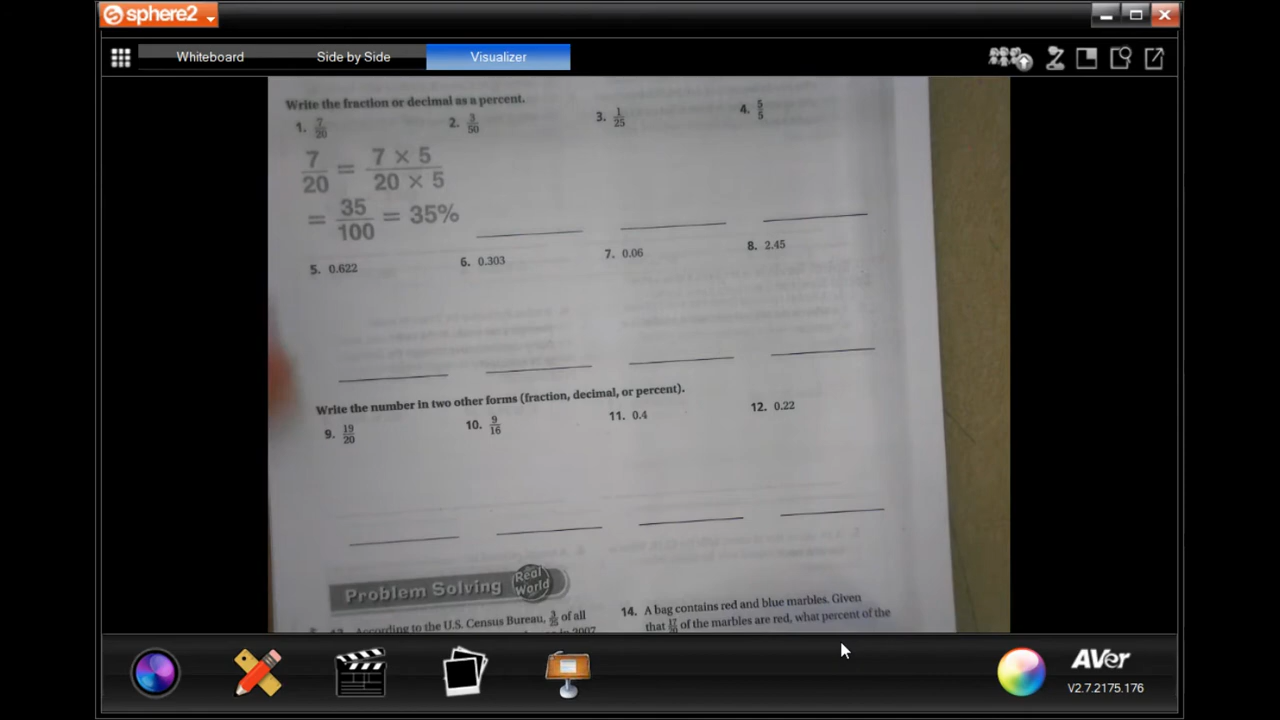 sphere2
Whiteboard Side by Side Visualizer
Write the fraction or decimal as a percent.
1. 7/20 2. 3/50 3. 1/25 4. 5/5
7/20 = 7 × 5 / 20 × 5
= 35/100 = 35%
5. 0.622 6. 0.303 7. 0.06 8. 2.45
Write the number in two other forms (fraction, decimal, or percent).
9. 19/20 10. 9/16 11. 0.4 12. 0.22
Problem Solving Real World
According to the U.S. Census Bureau, of all
in 2007
14. A bag contains red and blue marbles. Given
that of the marbles are red, what percent of the
AVer
V2.7.2175.176